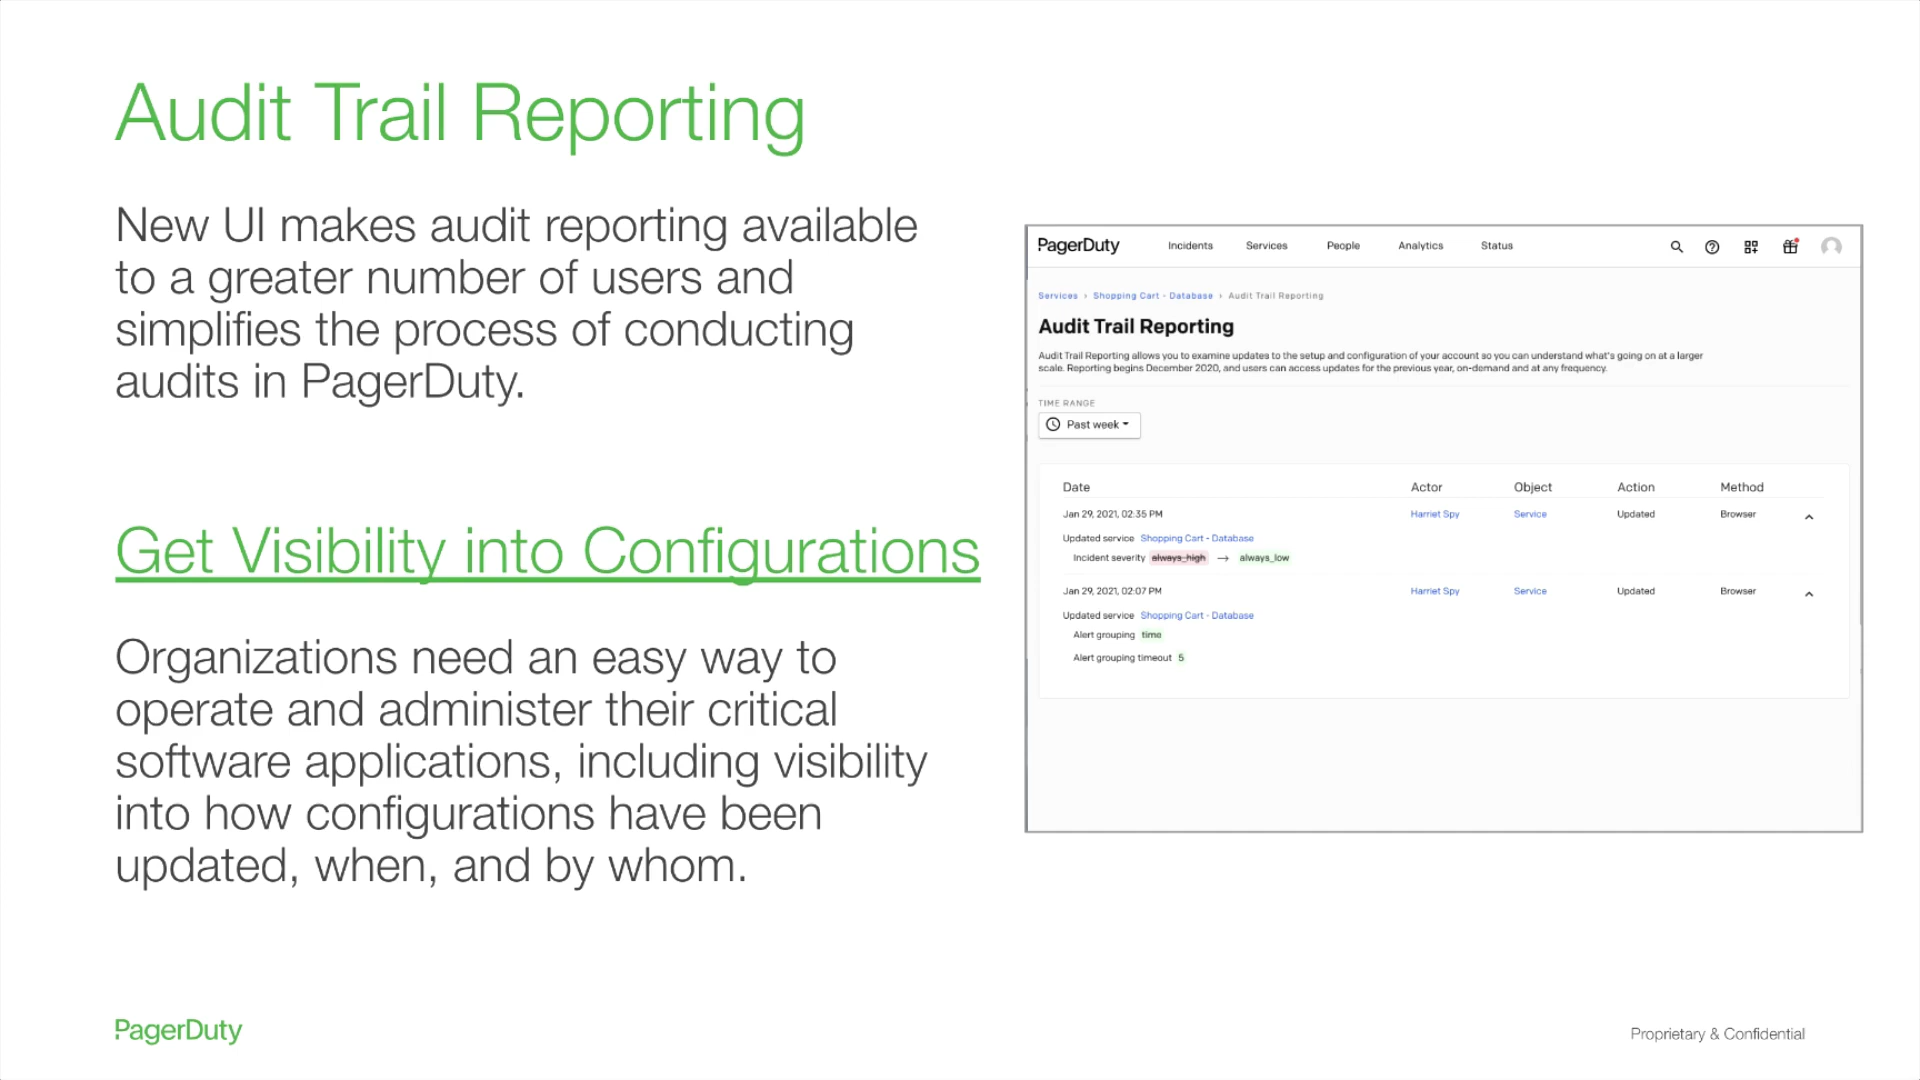 Audit Trail Reporting
New UI makes audit reporting available
to a greater number of users and
simplifies the process of conducting
audits in PagerDuty.
Get Visibility into Configurations
Organizations need an easy way to
operate and administer their critical
software applications, including visibility
into how configurations have been
updated, when, and by whom.
PagerDuty Incidents Services People Analytics Status
Services › Shopping Cart - Database › Audit Trail Reporting
Audit Trail Reporting
Audit Trail Reporting allows you to examine updates to the setup and configuration of your account so you can understand what's going on at a larger
scale. Reporting begins December 2020, and users can access updates for the previous year, on-demand and at any frequency.
TIME RANGE
Past week
Date Actor Object Action Method
Jan 29, 2021, 02:35 PM Harriet Spy Service Updated Browser
Updated service Shopping Cart - Database
Incident severity always_high → always_low
Jan 29, 2021, 02:07 PM Harriet Spy Service Updated Browser
Updated service Shopping Cart - Database
Alert grouping time
Alert grouping timeout 5
PagerDuty
Proprietary & Confidential